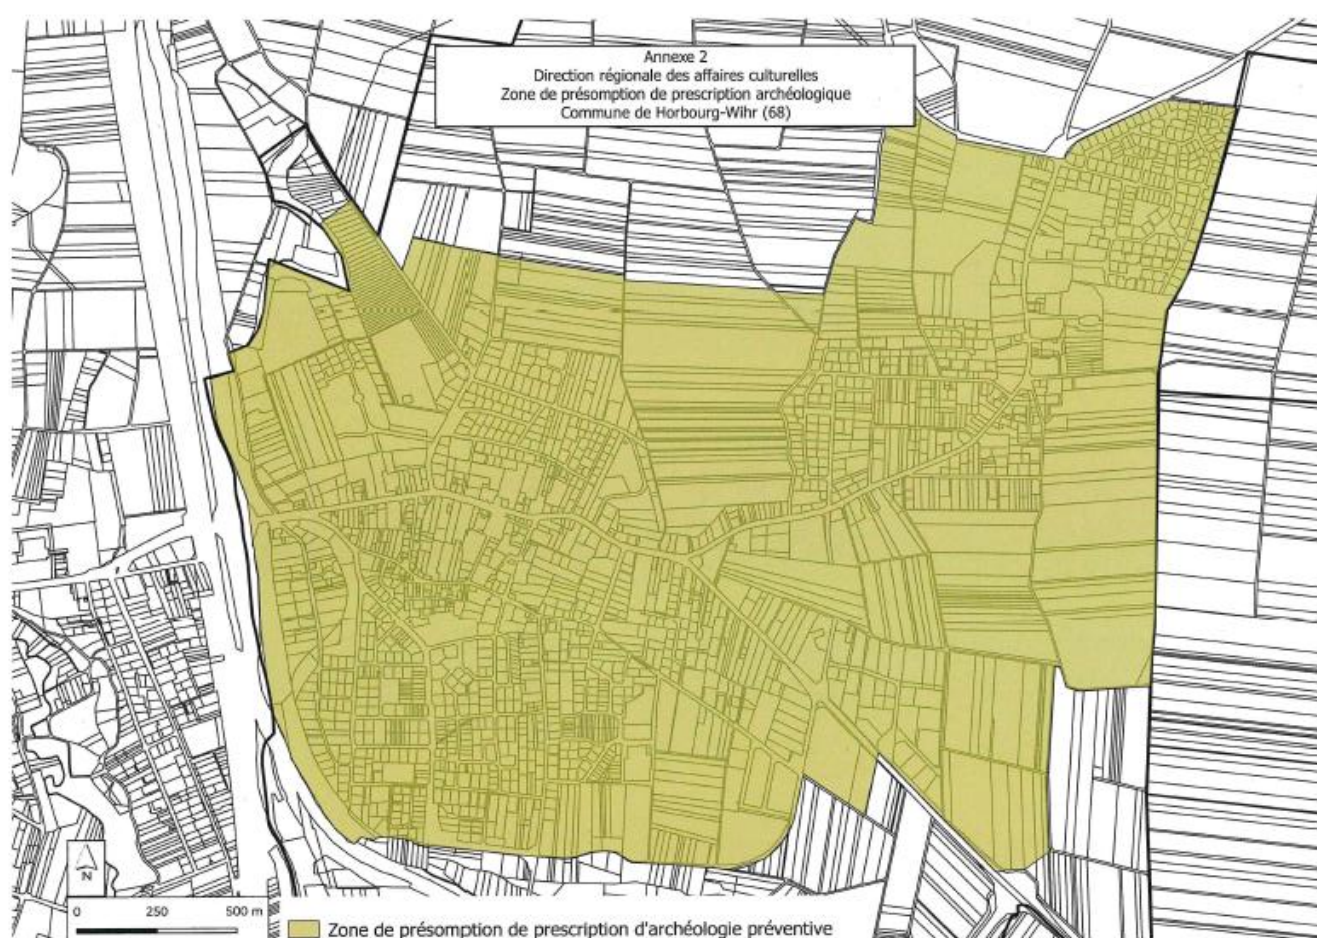 Annexe 2
Direction régionale des affaires culturelles
Zone de présomption de prescription archéologique
Commune de Horbourg-Wihr (68)
N
0 250 500 m
Zone de présomption de prescription d'archéologie préventive